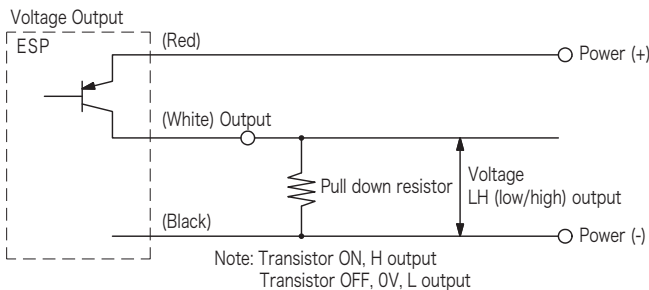 Voltage Output
ESP
(Red)
Power (+)
(White) Output
Pull down resistor
Voltage
LH (low/high) output
(Black)
Power (-)
Note: Transistor ON, H output
Transistor OFF, 0V, L output